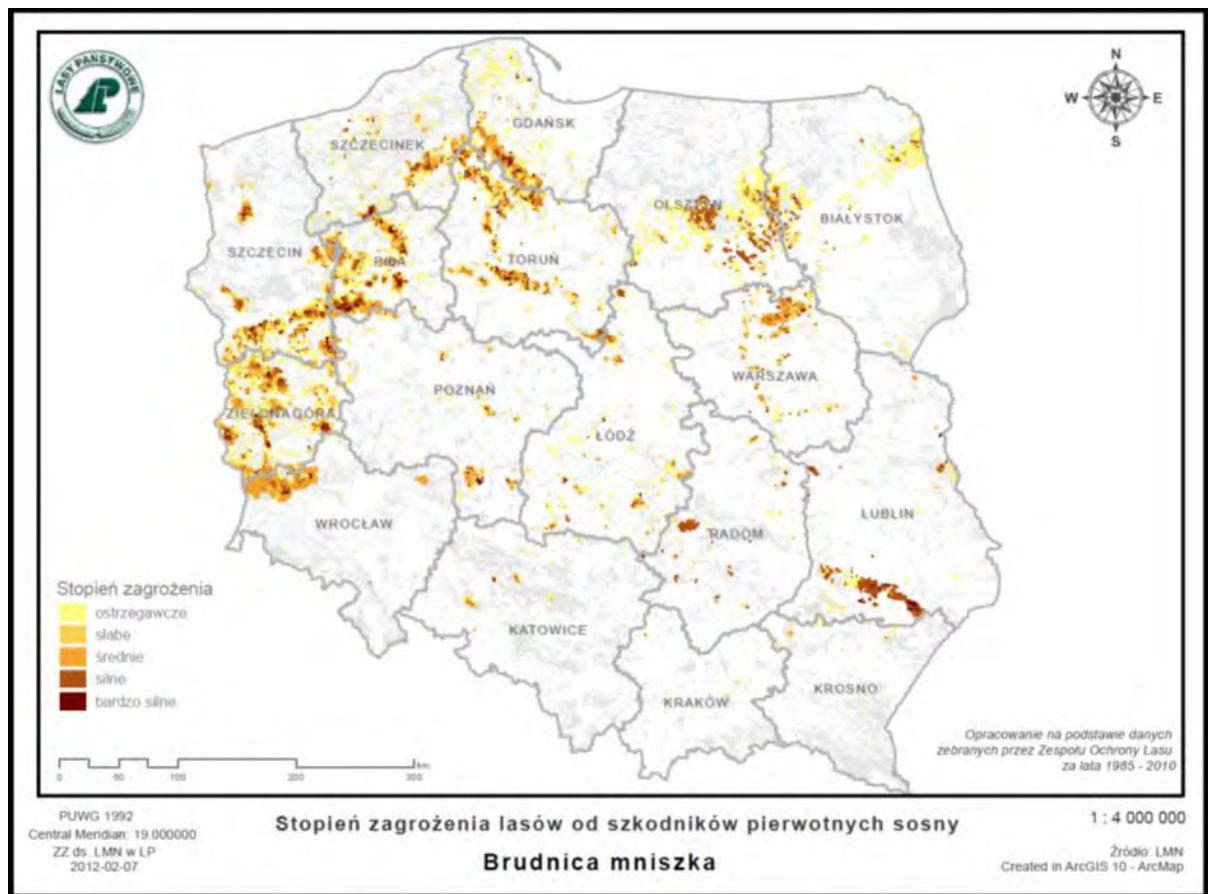 LASY PAŃSTWOWE
N
W
E
S
GDAŃSK
SZCZECINEK
OLSZTYN
BIAŁYSTOK
SZCZECIN
PIŁA
TORUŃ
WARSZAWA
POZNAŃ
ZIELONA GÓRA
ŁÓDŹ
LUBLIN
WROCŁAW
RADOM
KATOWICE
KRAKÓW
KROSNO
Stopień zagrożenia
ostrzegawcze
słabe
średnie
silne
bardzo silne
km
0 50 100 200 300
Opracowanie na podstawie danych
zebranych przez Zespołu Ochrony Lasu
za lata 1985 - 2010
PUWG 1992
Central Meridian: 19.000000
ZZ ds. LMN w LP
2012-02-07
Stopień zagrożenia lasów od szkodników pierwotnych sosny
Brudnica mniszka
1 : 4 000 000
Źródło: LMN
Created in ArcGIS 10 - ArcMap